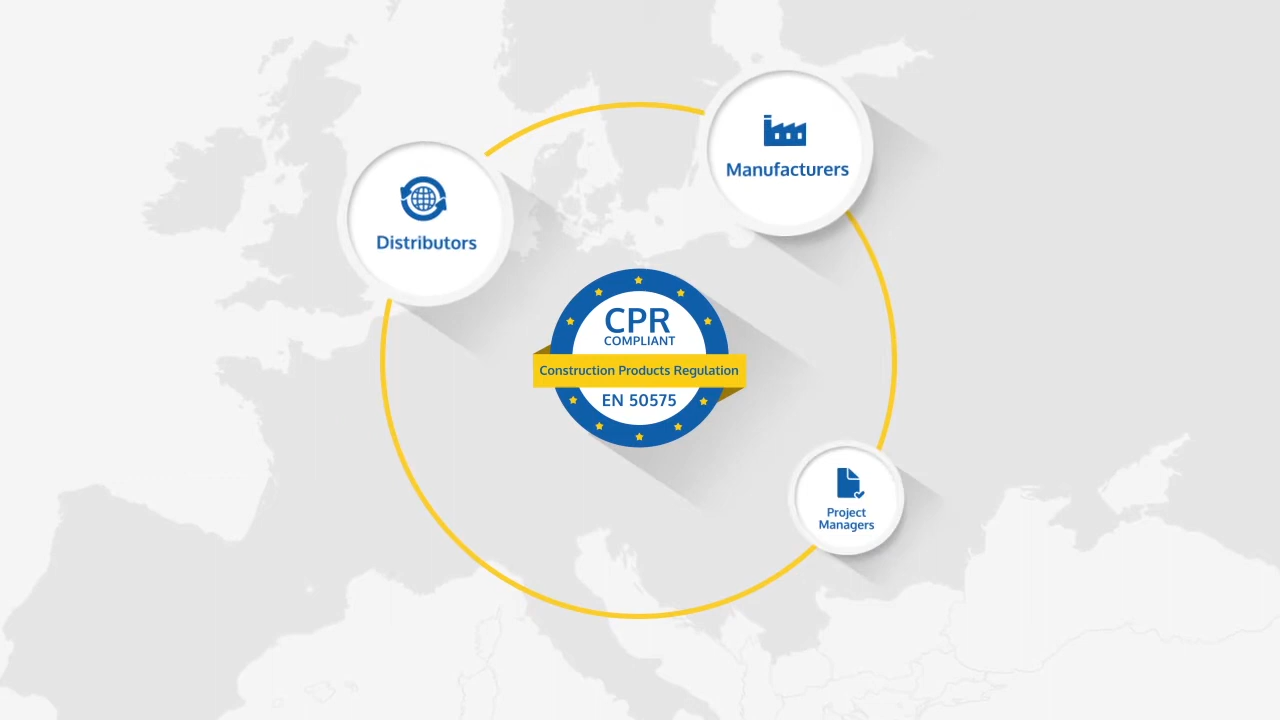 Manufacturers
Distributors
CPR
COMPLIANT
Construction Products Regulation
EN 50575
Project
Managers